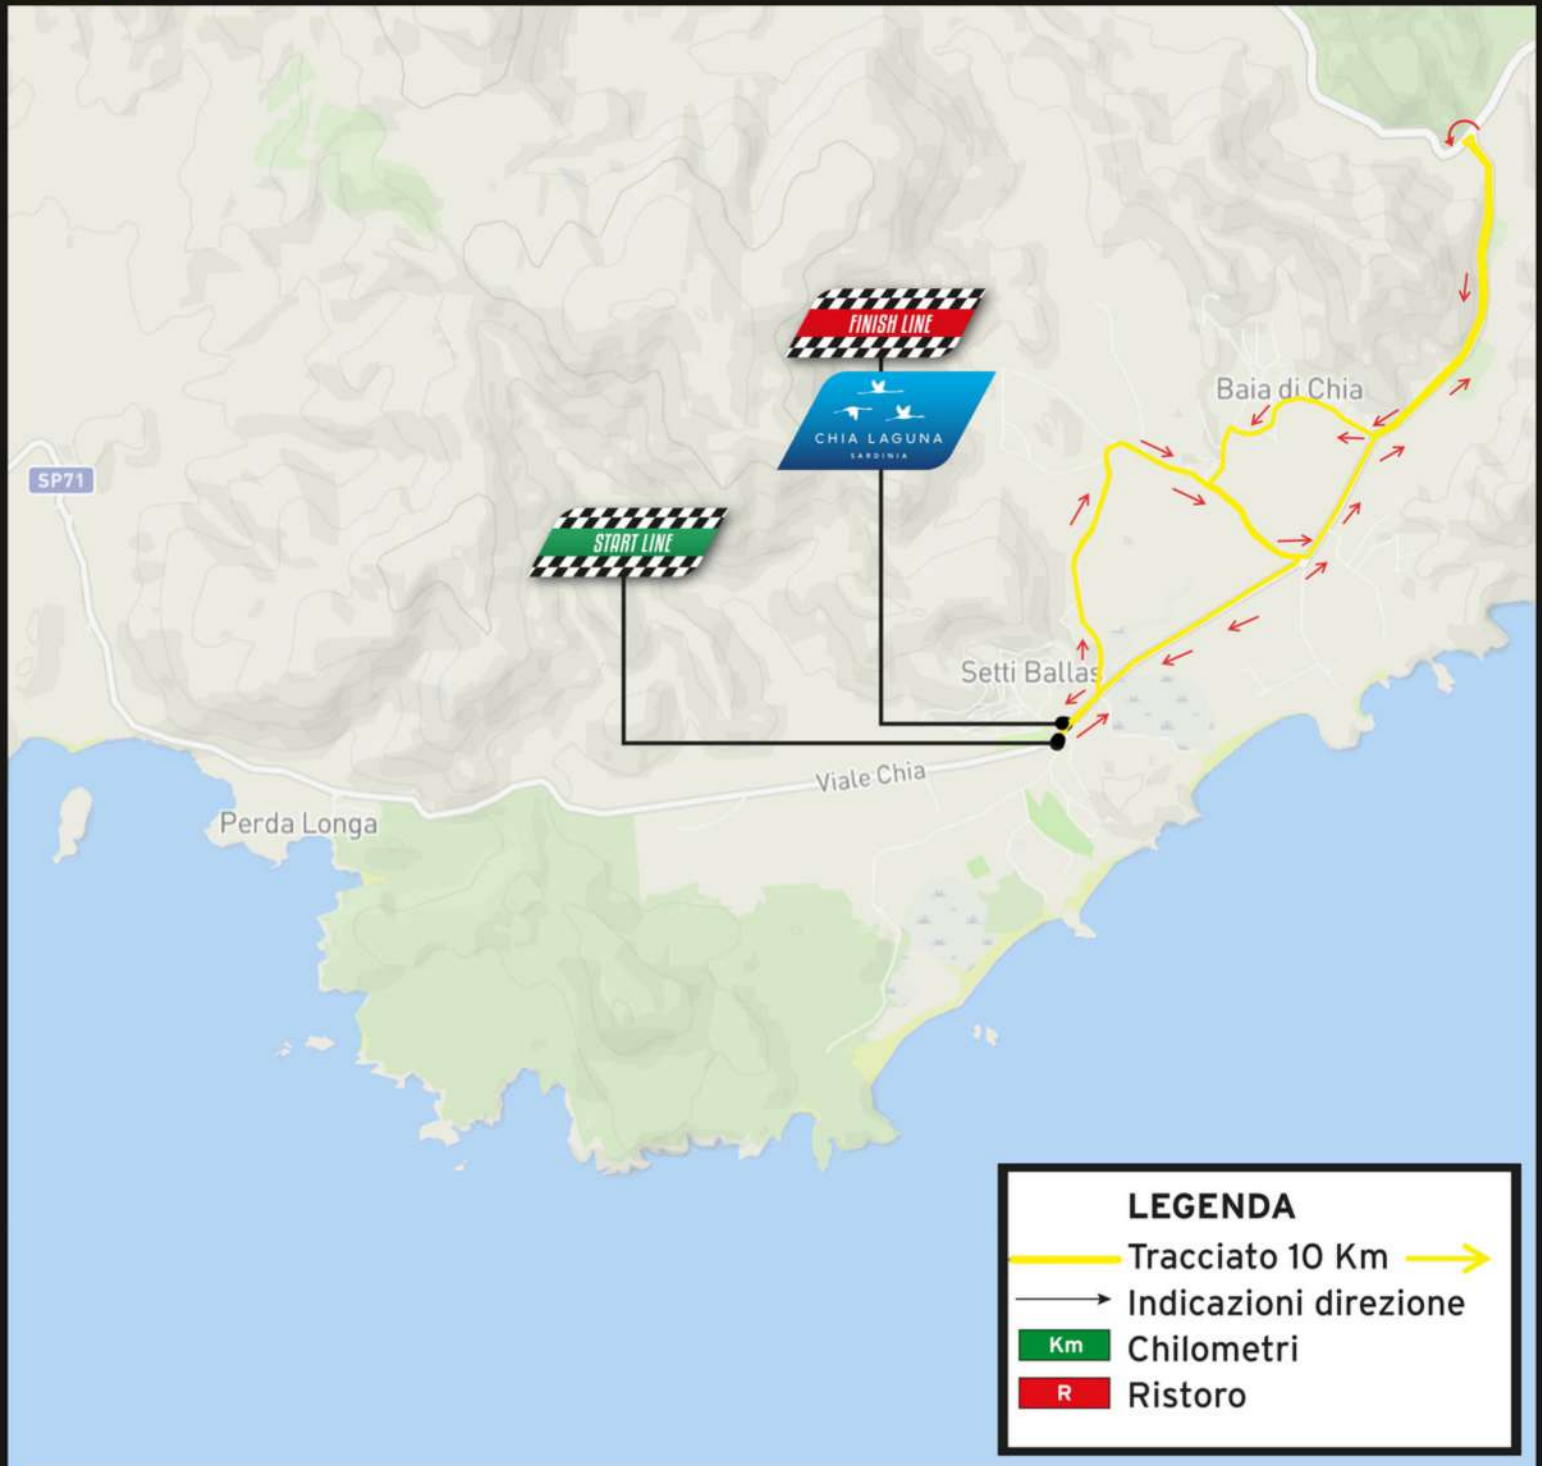 FINISH LINE
CHIA LAGUNA
SARDINIA
Baia di Chia
SP71
START LINE
Setti Ballas
Viale Chia
Perda Longa
LEGENDA
Tracciato 10 Km
Indicazioni direzione
Km Chilometri
R Ristoro